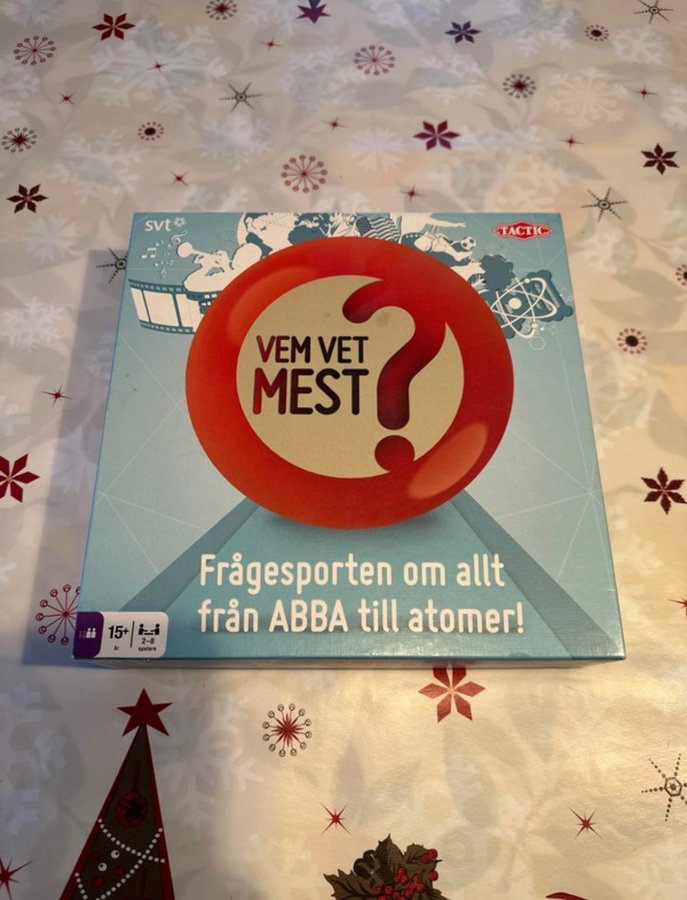 svt
TACTIC
VEM VET
MEST?
Frågesporten om allt
från ABBA till atomer!
15+
år
2-8
spelare